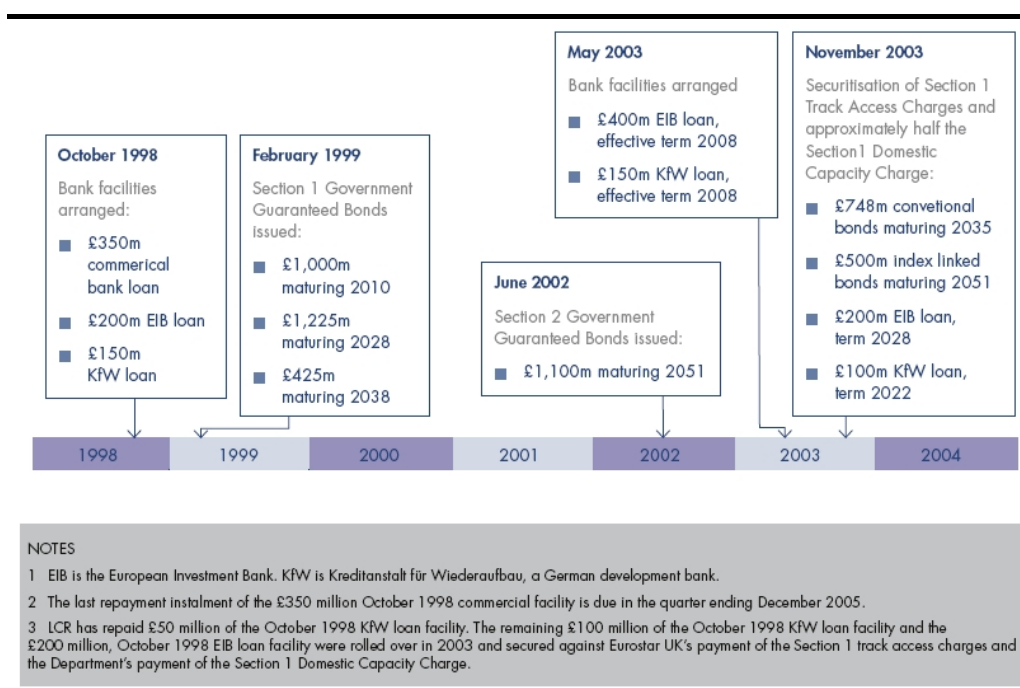 October 1998
Bank facilities
arranged:
£350m
commerical
bank loan
£200m EIB loan
£150m
KfW loan
February 1999
Section 1 Government
Guaranteed Bonds
issued:
£1,000m
maturing 2010
£1,225m
maturing 2028
£425m
maturing 2038
June 2002
Section 2 Government
Guaranteed Bonds issued:
£1,100m maturing 2051
May 2003
Bank facilities arranged
£400m EIB loan,
effective term 2008
£150m KfW loan,
effective term 2008
November 2003
Securitisation of Section 1
Track Access Charges and
approximately half the
Section1 Domestic
Capacity Charge:
£748m convetional
bonds maturing 2035
£500m index linked
bonds maturing 2051
£200m EIB loan,
term 2028
£100m KfW loan,
term 2022
1998 1999 2000 2001 2002 2003 2004
NOTES
1 EIB is the European Investment Bank. KfW is Kreditanstalt für Wiederaufbau, a German development bank.
2 The last repayment instalment of the £350 million October 1998 commercial facility is due in the quarter ending December 2005.
3 LCR has repaid £50 million of the October 1998 KfW loan facility. The remaining £100 million of the October 1998 KfW loan facility and the
£200 million, October 1998 EIB loan facility were rolled over in 2003 and secured against Eurostar UK's payment of the Section 1 track access charges and
the Department's payment of the Section 1 Domestic Capacity Charge.